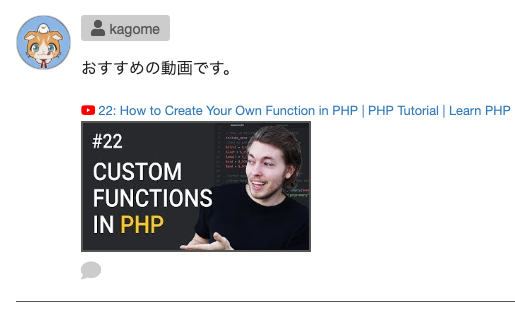 kagome
おすすめの動画です。
22: How to Create Your Own Function in PHP | PHP Tutorial | Learn PHP
#22
CUSTOM
FUNCTIONS
IN PHP